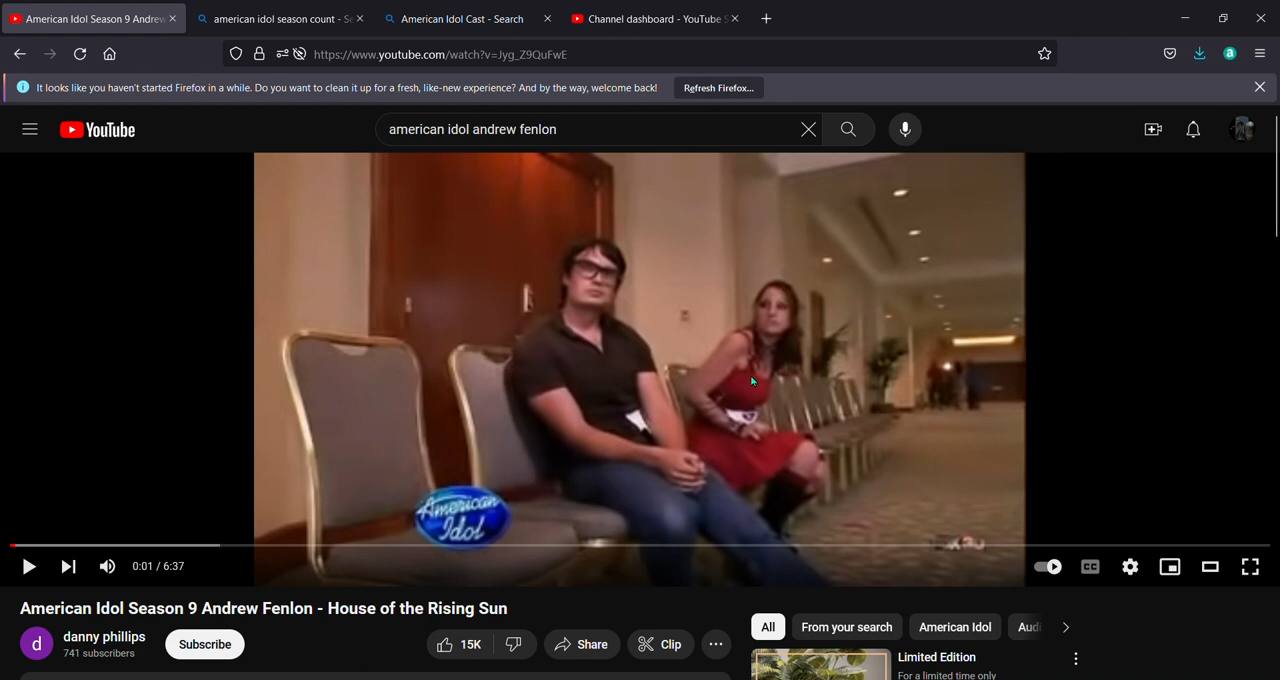 American Idol Season 9 Andrew
american idol season count - Se
American Idol Cast - Search
Channel dashboard - YouTube S
https://www.youtube.com/watch?v=Jyg_Z9QuFwE
It looks like you haven't started Firefox in a while. Do you want to clean it up for a fresh, like-new experience? And by the way, welcome back!
Refresh Firefox...
YouTube
american idol andrew fenlon
American
Idol
0:01 / 6:37
CC
American Idol Season 9 Andrew Fenlon - House of the Rising Sun
d
danny phillips
741 subscribers
Subscribe
15K
Share
Clip
All
From your search
American Idol
Aud
Limited Edition
For a limited time only